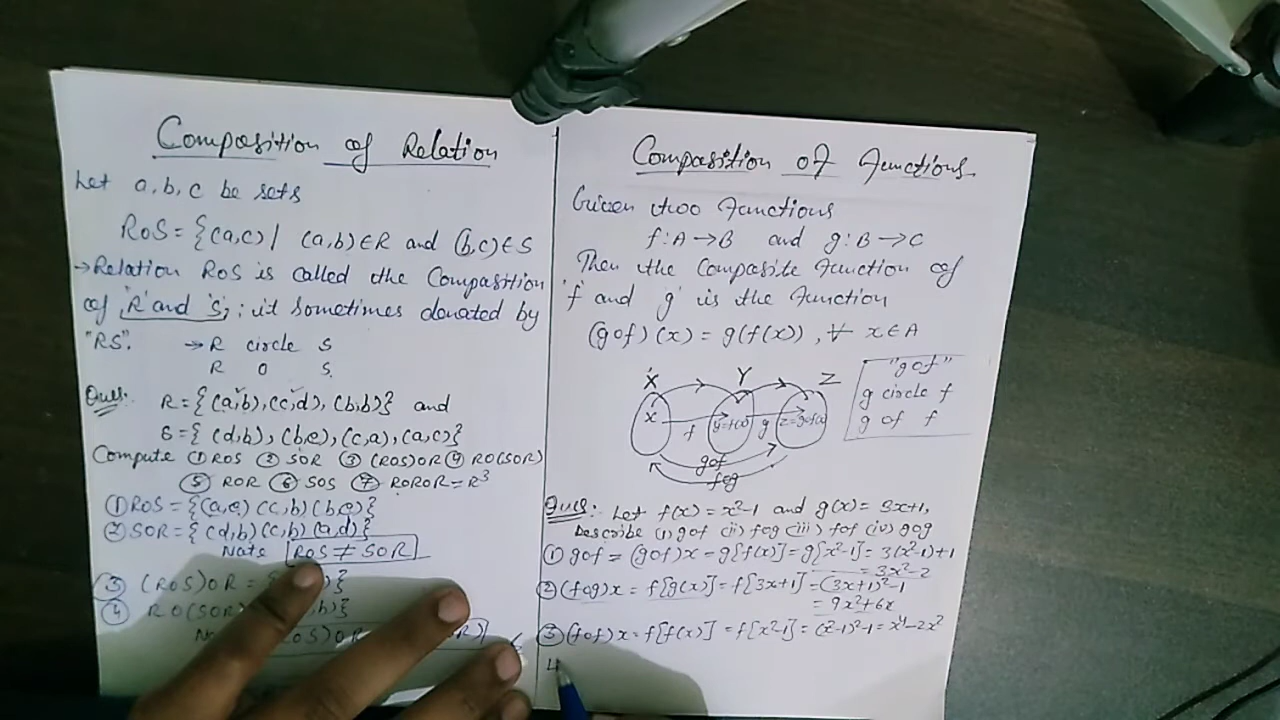 Composition of Relation
Let a, b, c be sets
RoS = {(a,c) | (a,b)∈R and (b,c)∈S
→ Relation RoS is called the Composition
of 'R' and 'S'; it sometimes denoted by
"RS". → R circle S
R O S
Ques: R = {(a,b), (c,d), (b,b)} and
S = {(d,b), (b,e), (c,a), (a,c)}
Compute ① ROS ② SOR ③ (ROS)OR ④ RO(SOR)
⑤ ROR ⑥ SOS ⑦ ROROR = R³
① ROS = {(a,e) (c,b) (b,e)}
② SOR = {(d,b) (c,b) (a,d)}
Note ROS ≠ SOR
③ (ROS)OR = {
④ RO(SOR)
Composition of Functions
Given two Functions
f: A → B and g: B → C
Then the Composite Function of
'f' and 'g' is the Function
(gof)(x) = g(f(x)), ∀ x ∈ A
X Y Z
x f y=f(x) g
gof
fog
"gof"
g circle f
g of f
Ques: Let f(x) = x²-1 and g(x) = 3x+1,
Describe (i) gof (ii) fog (iii) fof (iv) gog
① gof = (gof)x = g[f(x)] = g[x²-1] = 3(x²-1)+1
= 3x²-2
② (fog)x = f[g(x)] = f[3x+1] = (3x+1)²-1
= 9x²+6x
③ (fof)x = f[f(x)] = f[x²-1] = (x²-1)²-1 = x⁴-2x²
4